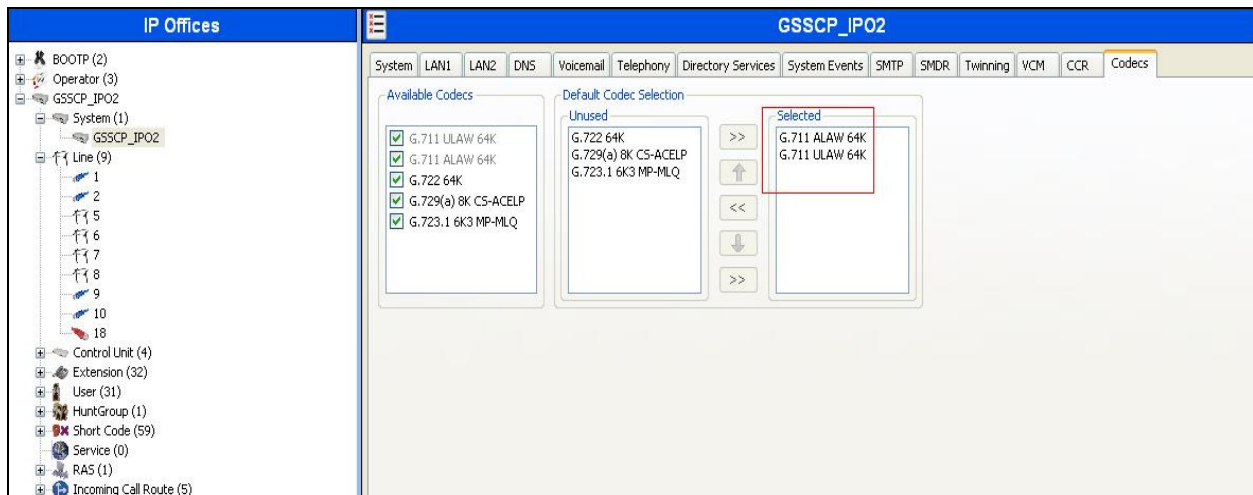 IP Offices
BOOTP (2)
Operator (3)
GSSCP_IPO2
System (1)
GSSCP_IPO2
Line (9)
1
2
5
6
7
8
9
10
18
Control Unit (4)
Extension (32)
User (31)
HuntGroup (1)
Short Code (59)
Service (0)
RAS (1)
Incoming Call Route (5)
GSSCP_IPO2
System LAN1 LAN2 DNS Voicemail Telephony Directory Services System Events SMTP SMDR Twinning VCM CCR Codecs
Available Codecs
G.711 ULAW 64K
G.711 ALAW 64K
G.722 64K
G.729(a) 8K CS-ACELP
G.723.1 6K3 MP-MLQ
Default Codec Selection
Unused
G.722 64K
G.729(a) 8K CS-ACELP
G.723.1 6K3 MP-MLQ
>>
<<
>>
Selected
G.711 ALAW 64K
G.711 ULAW 64K